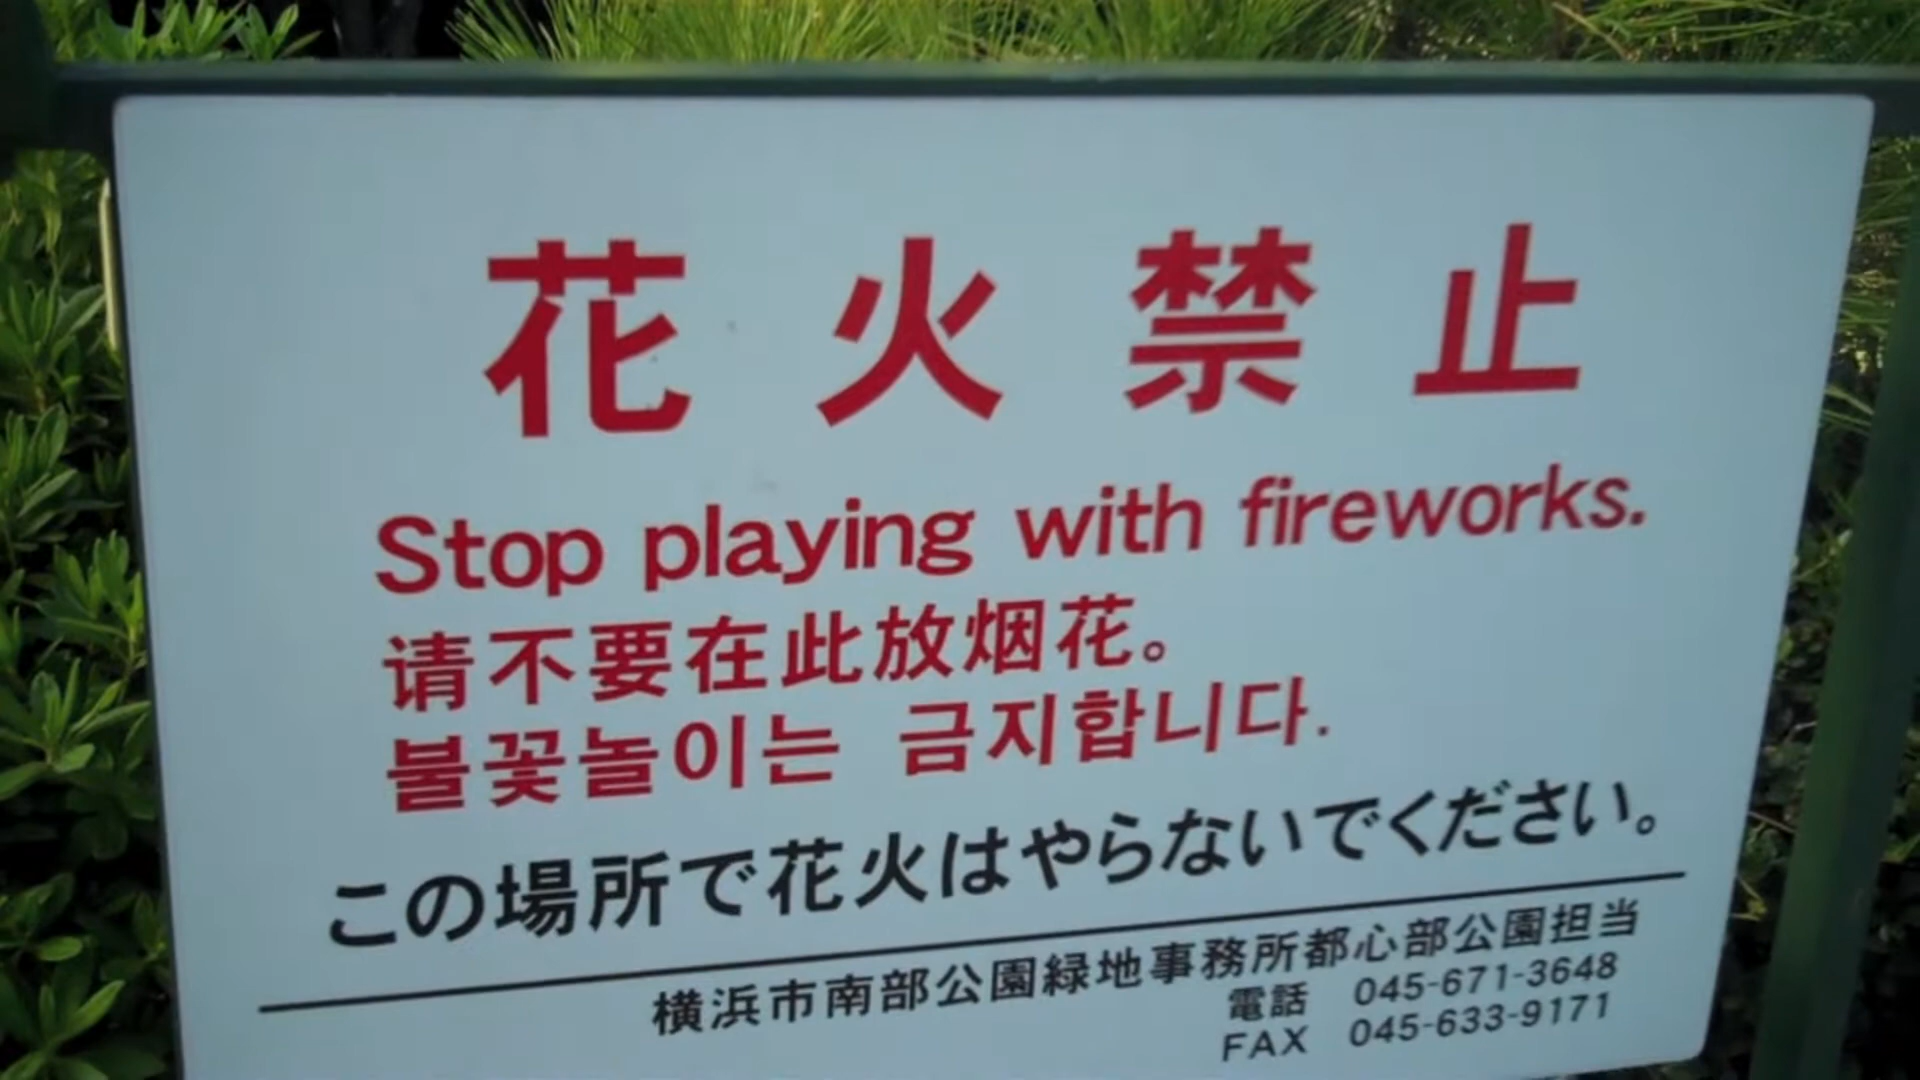 花火禁止
Stop playing with fireworks.
请不要在此放烟花。
불꽃놀이는 금지합니다.
この場所で花火はやらないでください。
横浜市南部公園緑地事務所都心部公園担当
電話 045-671-3648
FAX 045-633-9171